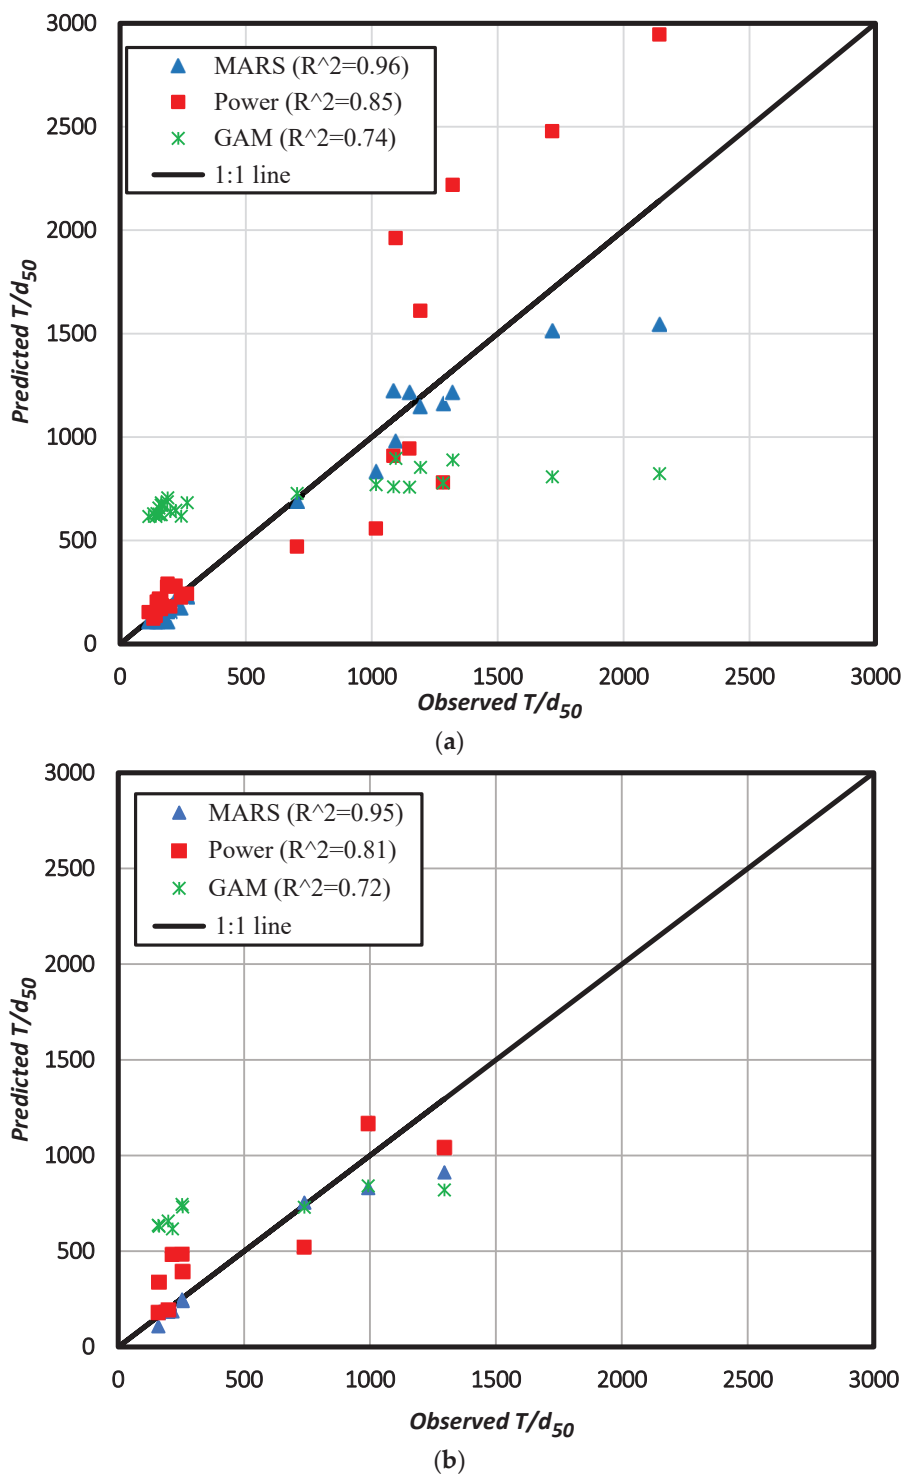 3000
MARS (R^2=0.96)
Power (R^2=0.85)
GAM (R^2=0.74)
1:1 line
2500
2000
1500
1000
500
0
Predicted T/d50
0 500 1000 1500 2000 2500 3000
Observed T/d50
(a)
3000
MARS (R^2=0.95)
Power (R^2=0.81)
GAM (R^2=0.72)
1:1 line
2500
2000
1500
1000
500
0
Predicted T/d50
0 500 1000 1500 2000 2500 3000
Observed T/d50
(b)